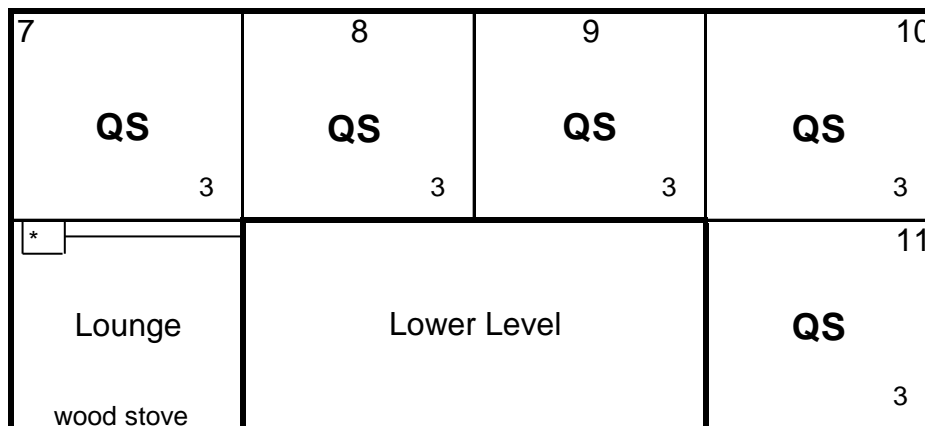 7 8 9 10
QS QS QS QS
3 3 3 3
* 11
Lounge Lower Level QS
3
wood stove